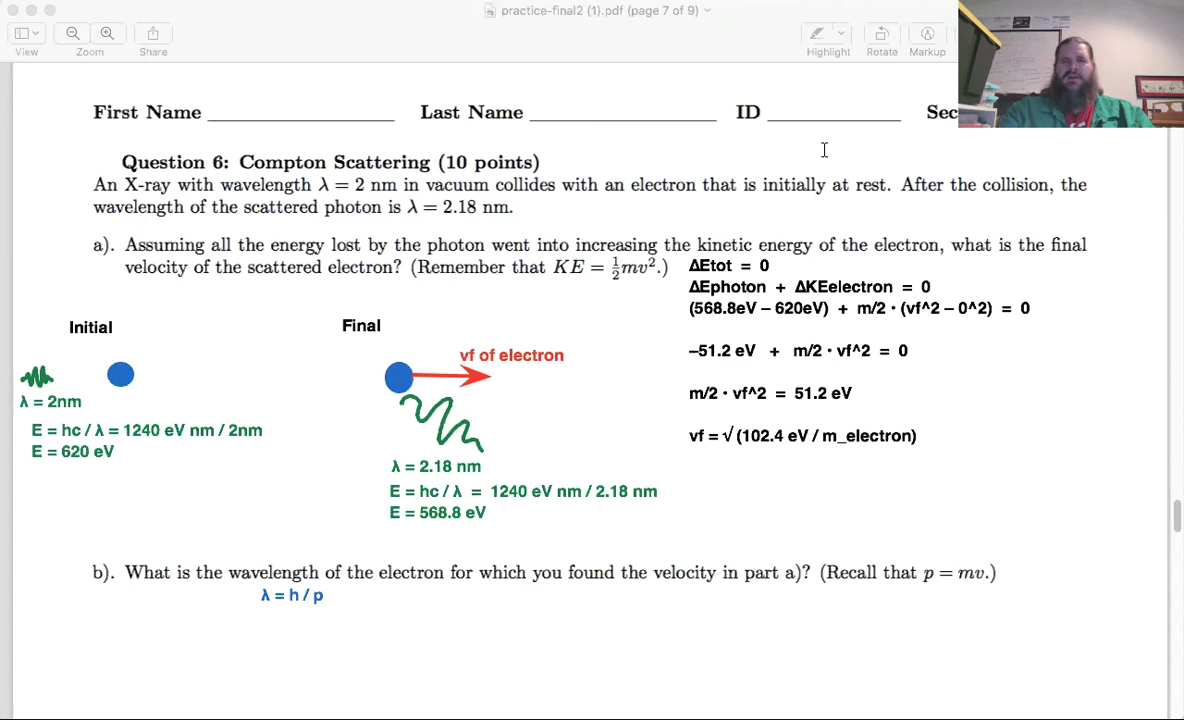 practice-final2 (1).pdf (page 7 of 9)
View Zoom Share Highlight Rotate Markup
First Name Last Name ID Sec
Question 6: Compton Scattering (10 points)
An X-ray with wavelength λ = 2 nm in vacuum collides with an electron that is initially at rest. After the collision, the
wavelength of the scattered photon is λ = 2.18 nm.
a). Assuming all the energy lost by the photon went into increasing the kinetic energy of the electron, what is the final
velocity of the scattered electron? (Remember that KE = ½mv².)
ΔEtot = 0
ΔEphoton + ΔKEelectron = 0
(568.8eV – 620eV) + m/2 · (vf^2 – 0^2) = 0
–51.2 eV + m/2 · vf^2 = 0
m/2 · vf^2 = 51.2 eV
vf = √ (102.4 eV / m_electron)
Initial
λ = 2nm
E = hc / λ = 1240 eV nm / 2nm
E = 620 eV
Final
vf of electron
λ = 2.18 nm
E = hc / λ = 1240 eV nm / 2.18 nm
E = 568.8 eV
b). What is the wavelength of the electron for which you found the velocity in part a)? (Recall that p = mv.)
λ = h / p